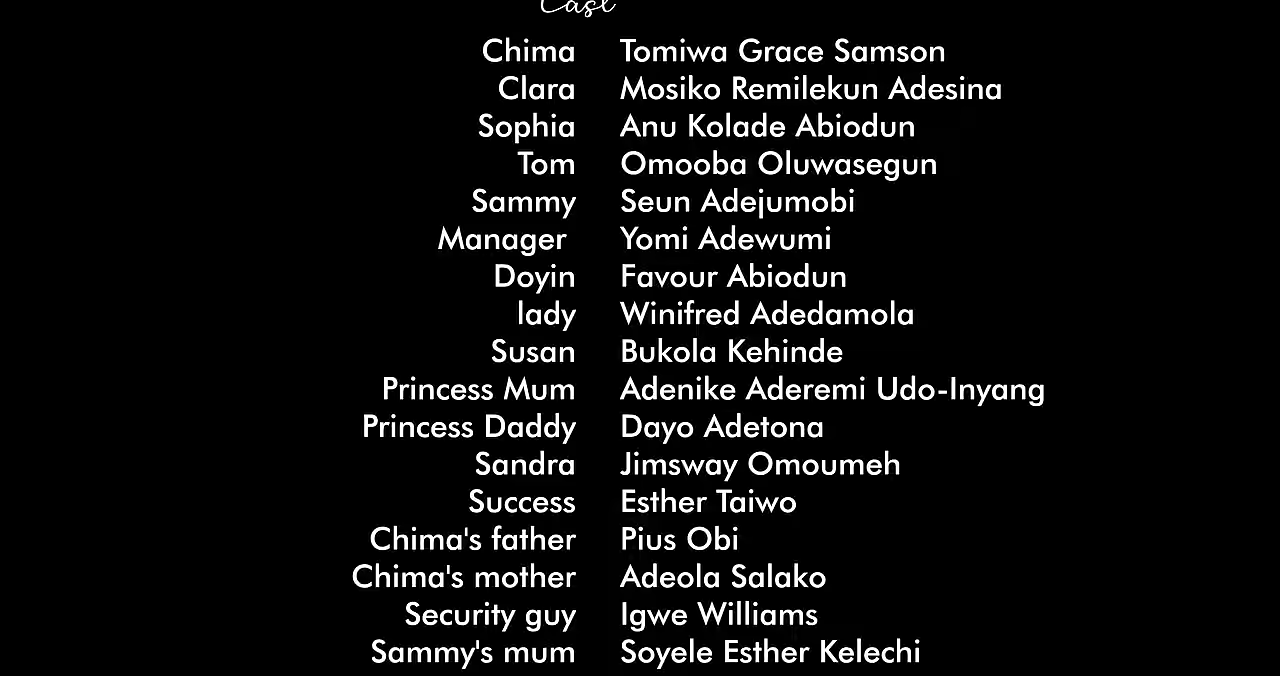 Cast
Chima Tomiwa Grace Samson
Clara Mosiko Remilekun Adesina
Sophia Anu Kolade Abiodun
Tom Omooba Oluwasegun
Sammy Seun Adejumobi
Manager Yomi Adewumi
Doyin Favour Abiodun
lady Winifred Adedamola
Susan Bukola Kehinde
Princess Mum Adenike Aderemi Udo-Inyang
Princess Daddy Dayo Adetona
Sandra Jimsway Omoumeh
Success Esther Taiwo
Chima's father Pius Obi
Chima's mother Adeola Salako
Security guy Igwe Williams
Sammy's mum Soyele Esther Kelechi